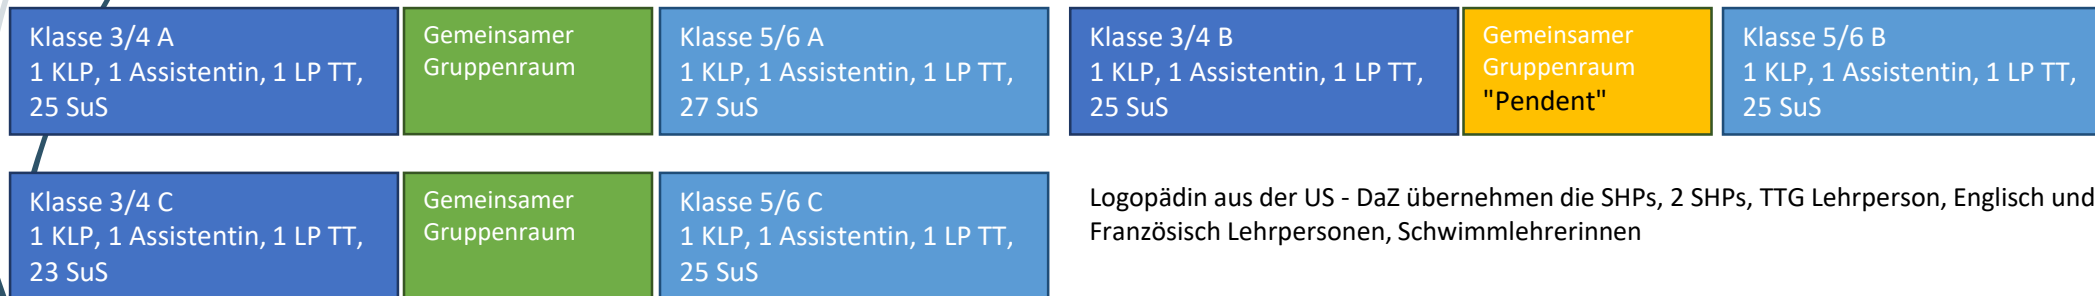 Klasse 3/4 A
1 KLP, 1 Assistentin, 1 LP TT,
25 SuS
Gemeinsamer
Gruppenraum
Klasse 5/6 A
1 KLP, 1 Assistentin, 1 LP TT,
27 SuS
Klasse 3/4 B
1 KLP, 1 Assistentin, 1 LP TT,
25 SuS
Gemeinsamer
Gruppenraum
"Pendent"
Klasse 5/6 B
1 KLP, 1 Assistentin, 1 LP TT,
25 SuS
Klasse 3/4 C
1 KLP, 1 Assistentin, 1 LP TT,
23 SuS
Gemeinsamer
Gruppenraum
Klasse 5/6 C
1 KLP, 1 Assistentin, 1 LP TT,
25 SuS
Logopädin aus der US - DaZ übernehmen die SHPs, 2 SHPs, TTG Lehrperson, Englisch und
Französisch Lehrpersonen, Schwimmlehrerinnen